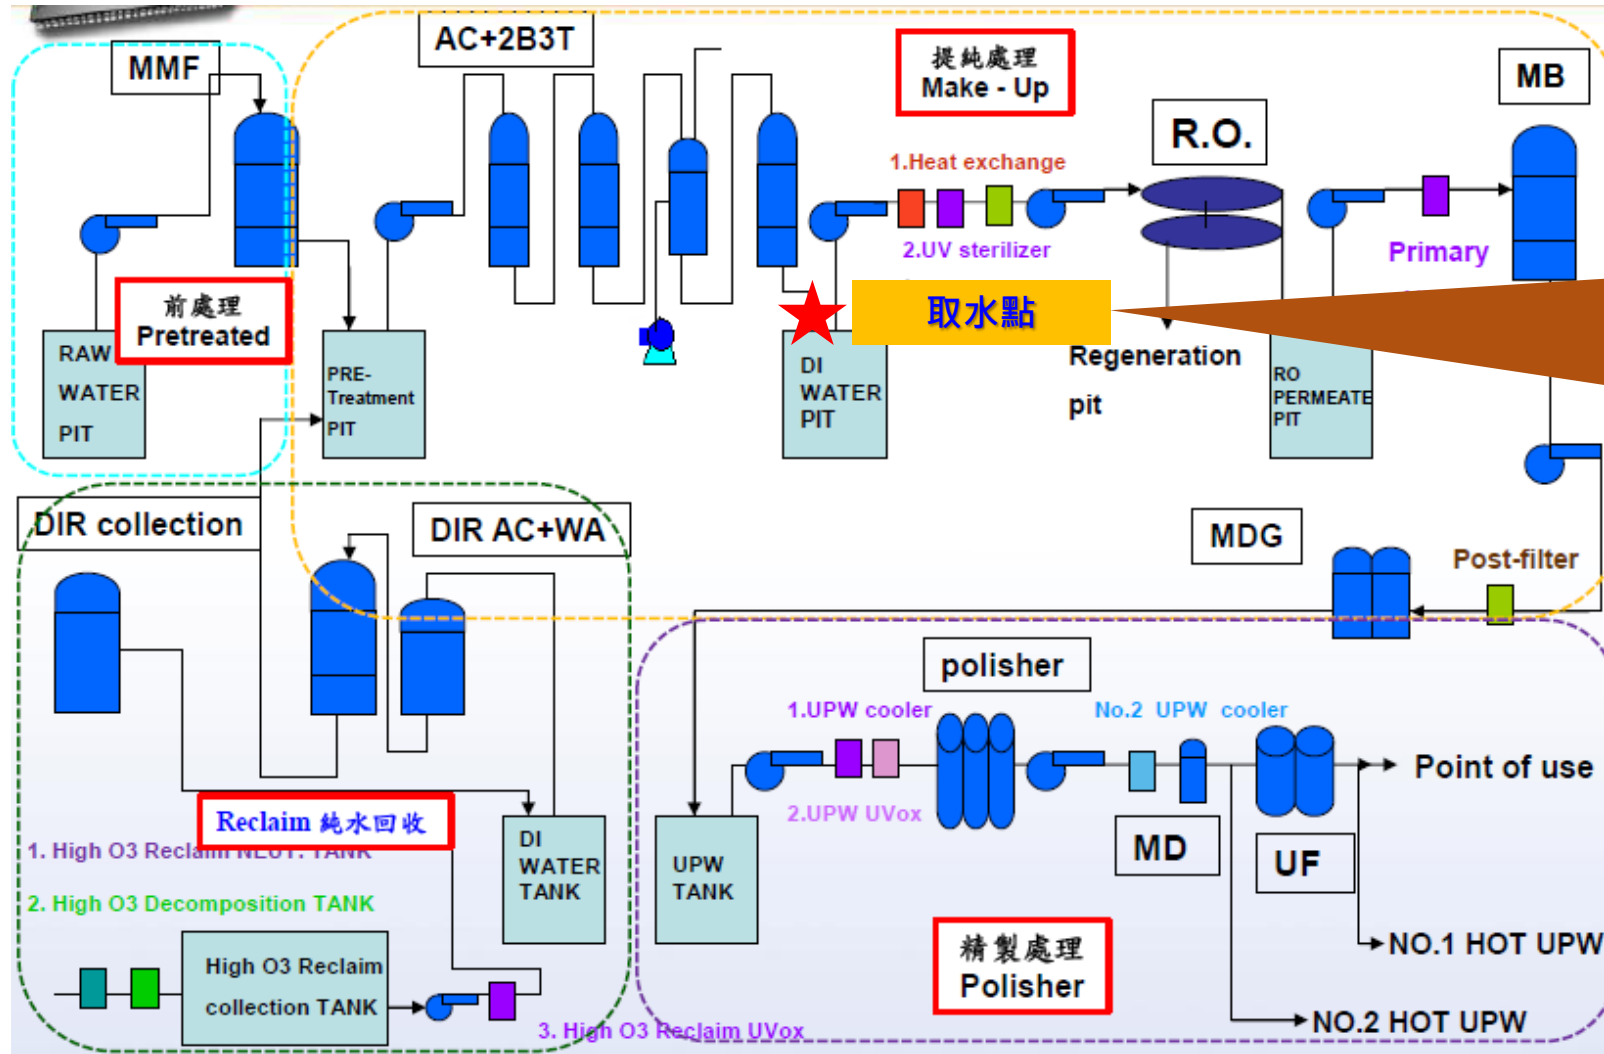 MMF
AC+2B3T
提純處理
Make - Up
MB
R.O.
1.Heat exchange
2.UV sterilizer
Primary
前處理
Pretreated
取水點
RAW
WATER
PIT
PRE-
Treatment
PIT
DI
WATER
PIT
Regeneration
pit
RO
PERMEATE
PIT
DIR collection
DIR AC+WA
MDG
Post-filter
polisher
1.UPW cooler
No.2 UPW cooler
2.UPW UVox
Point of use
MD
UF
Reclaim 純水回收
1. High O3 Reclaim NEUT. TANK
2. High O3 Decomposition TANK
DI
WATER
TANK
UPW
TANK
High O3 Reclaim
collection TANK
3. High O3 Reclaim UVox
精製處理
Polisher
NO.1 HOT UPW
NO.2 HOT UPW